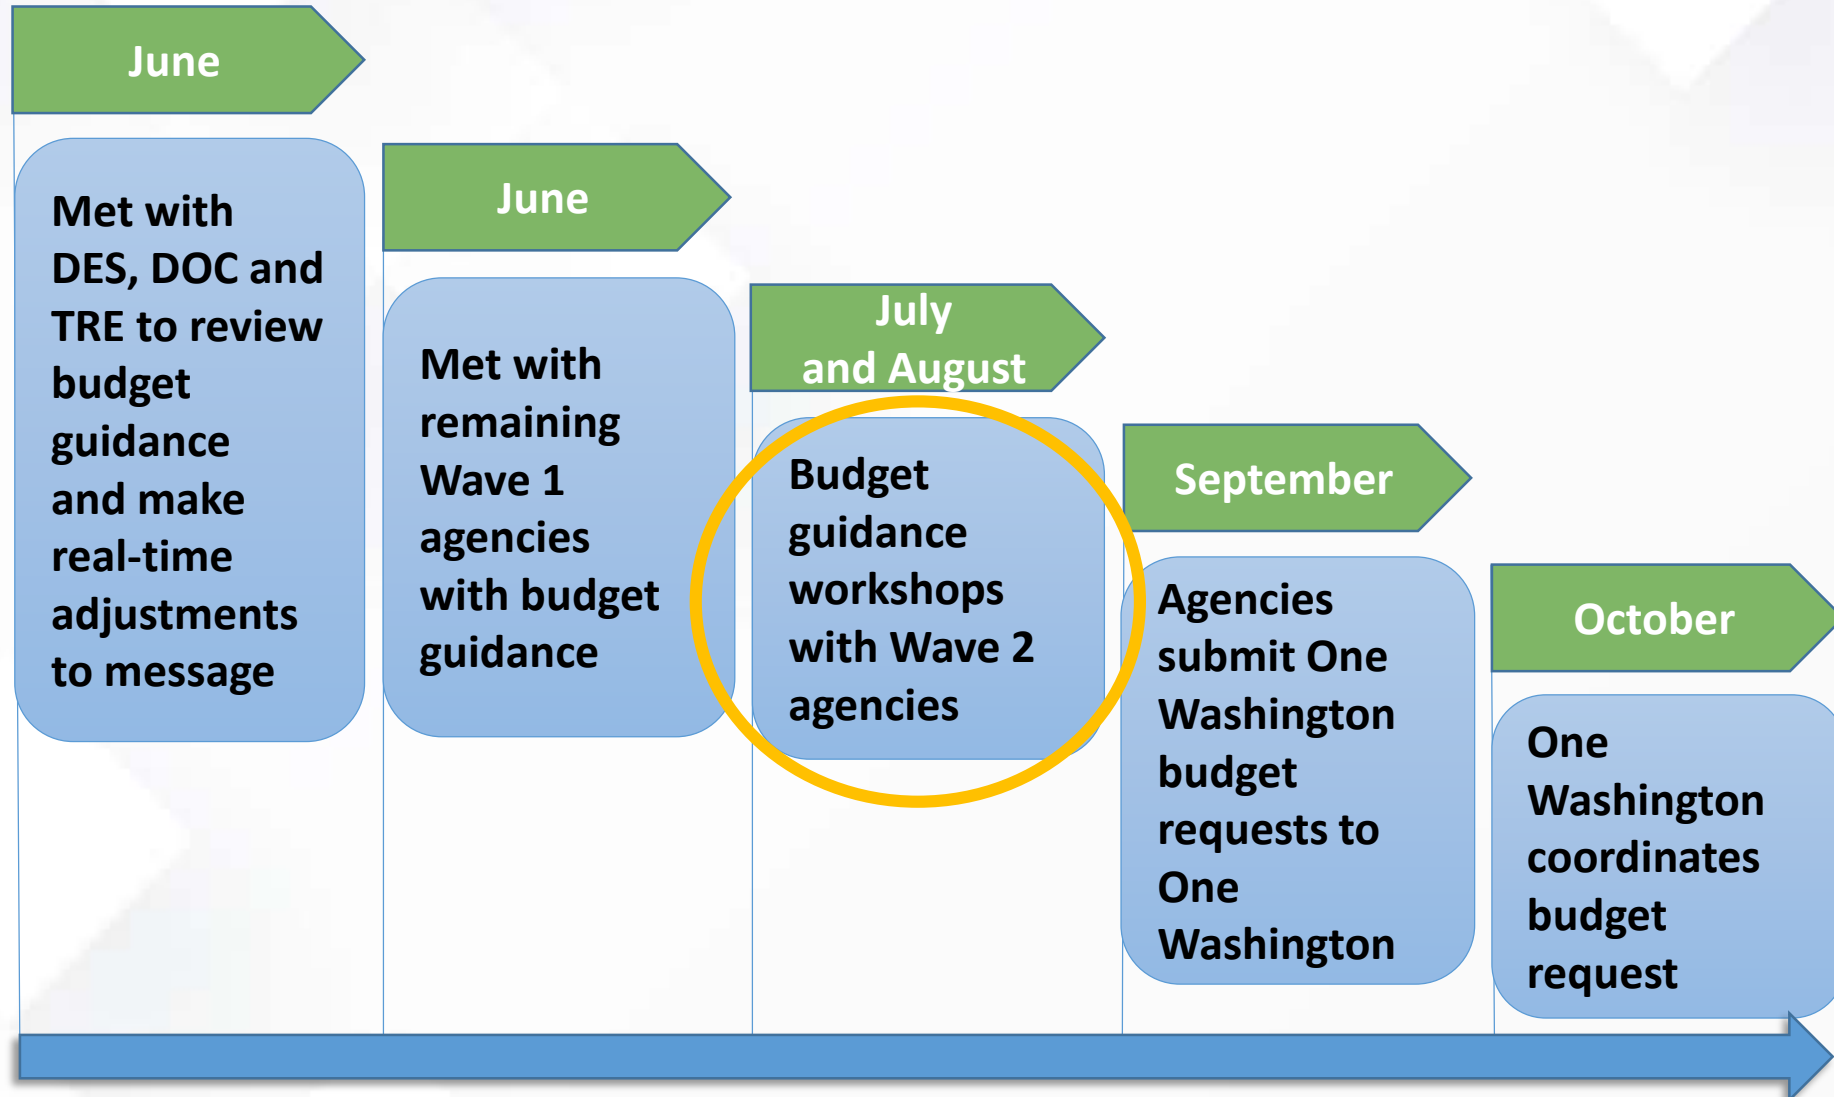 June
Met with
DES, DOC and
TRE to review
budget
guidance
and make
real-time
adjustments
to message
June
Met with
remaining
Wave 1
agencies
with budget
guidance
July
and August
Budget
guidance
workshops
with Wave 2
agencies
September
Agencies
submit One
Washington
budget
requests to
One
Washington
October
One
Washington
coordinates
budget
request